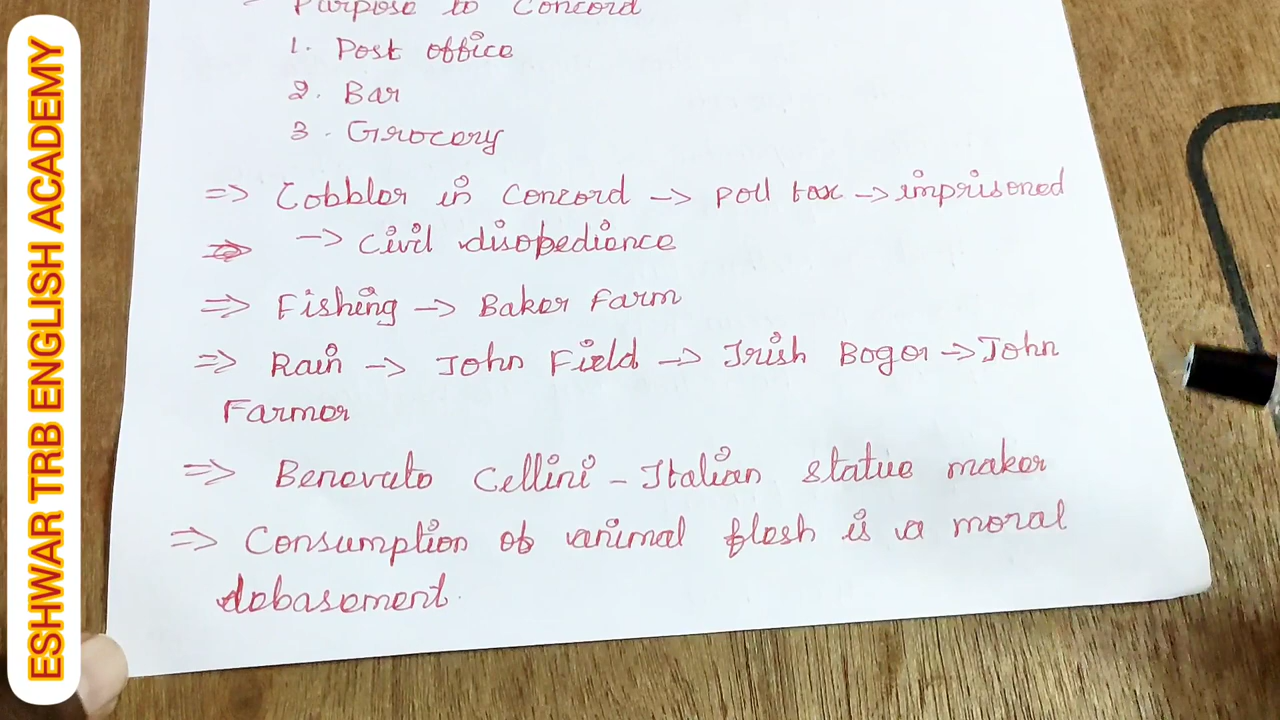 ESHWAR TRB ENGLISH ACADEMY
Purpose to Concord
1. Post office
2. Bar
3. Grocery
=> Cobbler in Concord -> poll tax -> imprisoned
-> Civil disobedience
=> Fishing -> Baker Farm
=> Rain -> John Field -> Irish Boger -> John
Farmer
=> Benevuto Cellini - Italian statue maker
=> Consumption of animal flesh is a moral
debasement.